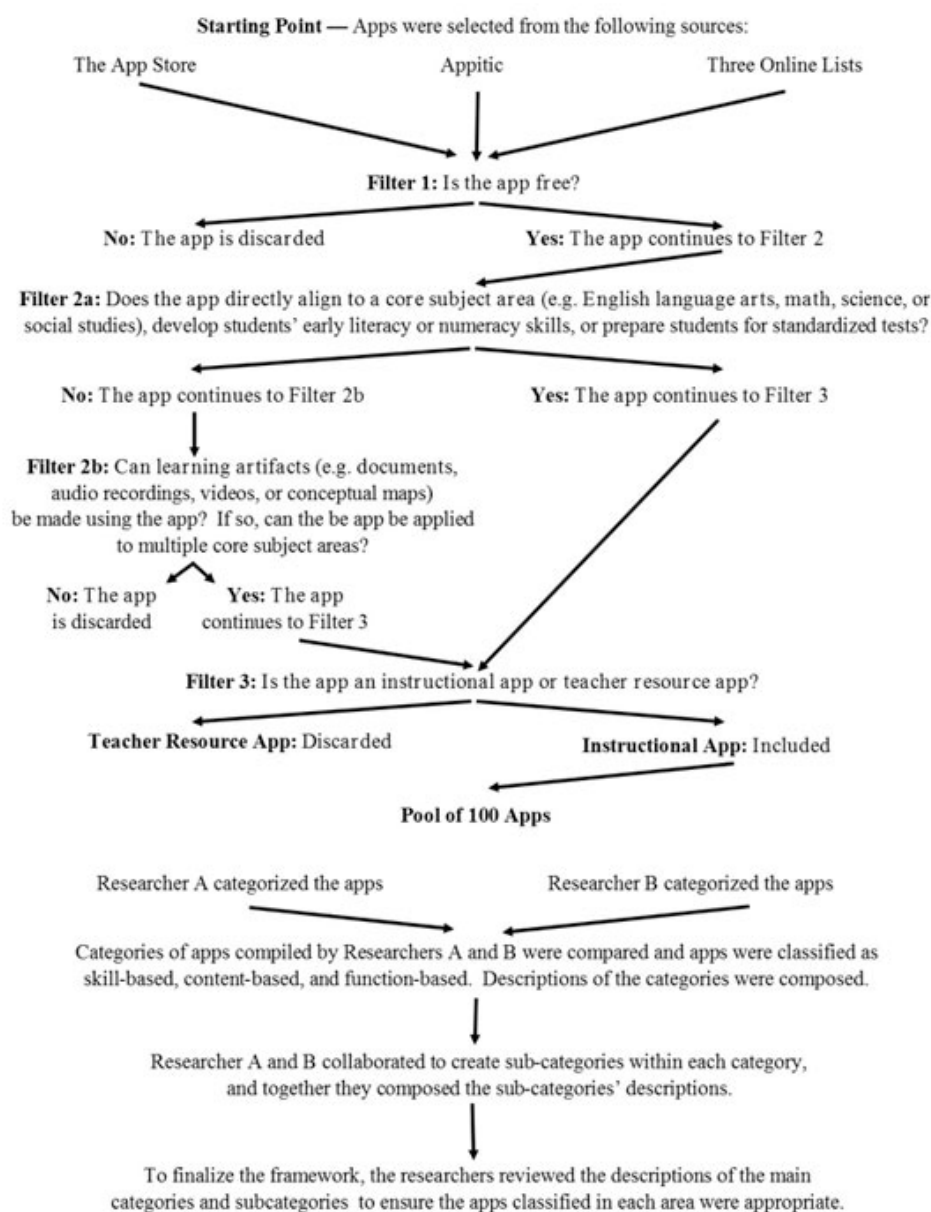 Starting Point — Apps were selected from the following sources:
The App Store
Appitic
Three Online Lists
Filter 1: Is the app free?
No: The app is discarded
Yes: The app continues to Filter 2
Filter 2a: Does the app directly align to a core subject area (e.g. English language arts, math, science, or
social studies), develop students’ early literacy or numeracy skills, or prepare students for standardized tests?
No: The app continues to Filter 2b
Yes: The app continues to Filter 3
Filter 2b: Can learning artifacts (e.g. documents,
audio recordings, videos, or conceptual maps)
be made using the app? If so, can the be app be applied
to multiple core subject areas?
No: The app
is discarded
Yes: The app
continues to Filter 3
Filter 3: Is the app an instructional app or teacher resource app?
Teacher Resource App: Discarded
Instructional App: Included
Pool of 100 Apps
Researcher A categorized the apps
Researcher B categorized the apps
Categories of apps compiled by Researchers A and B were compared and apps were classified as
skill-based, content-based, and function-based. Descriptions of the categories were composed.
Researcher A and B collaborated to create sub-categories within each category,
and together they composed the sub-categories’ descriptions.
To finalize the framework, the researchers reviewed the descriptions of the main
categories and subcategories to ensure the apps classified in each area were appropriate.